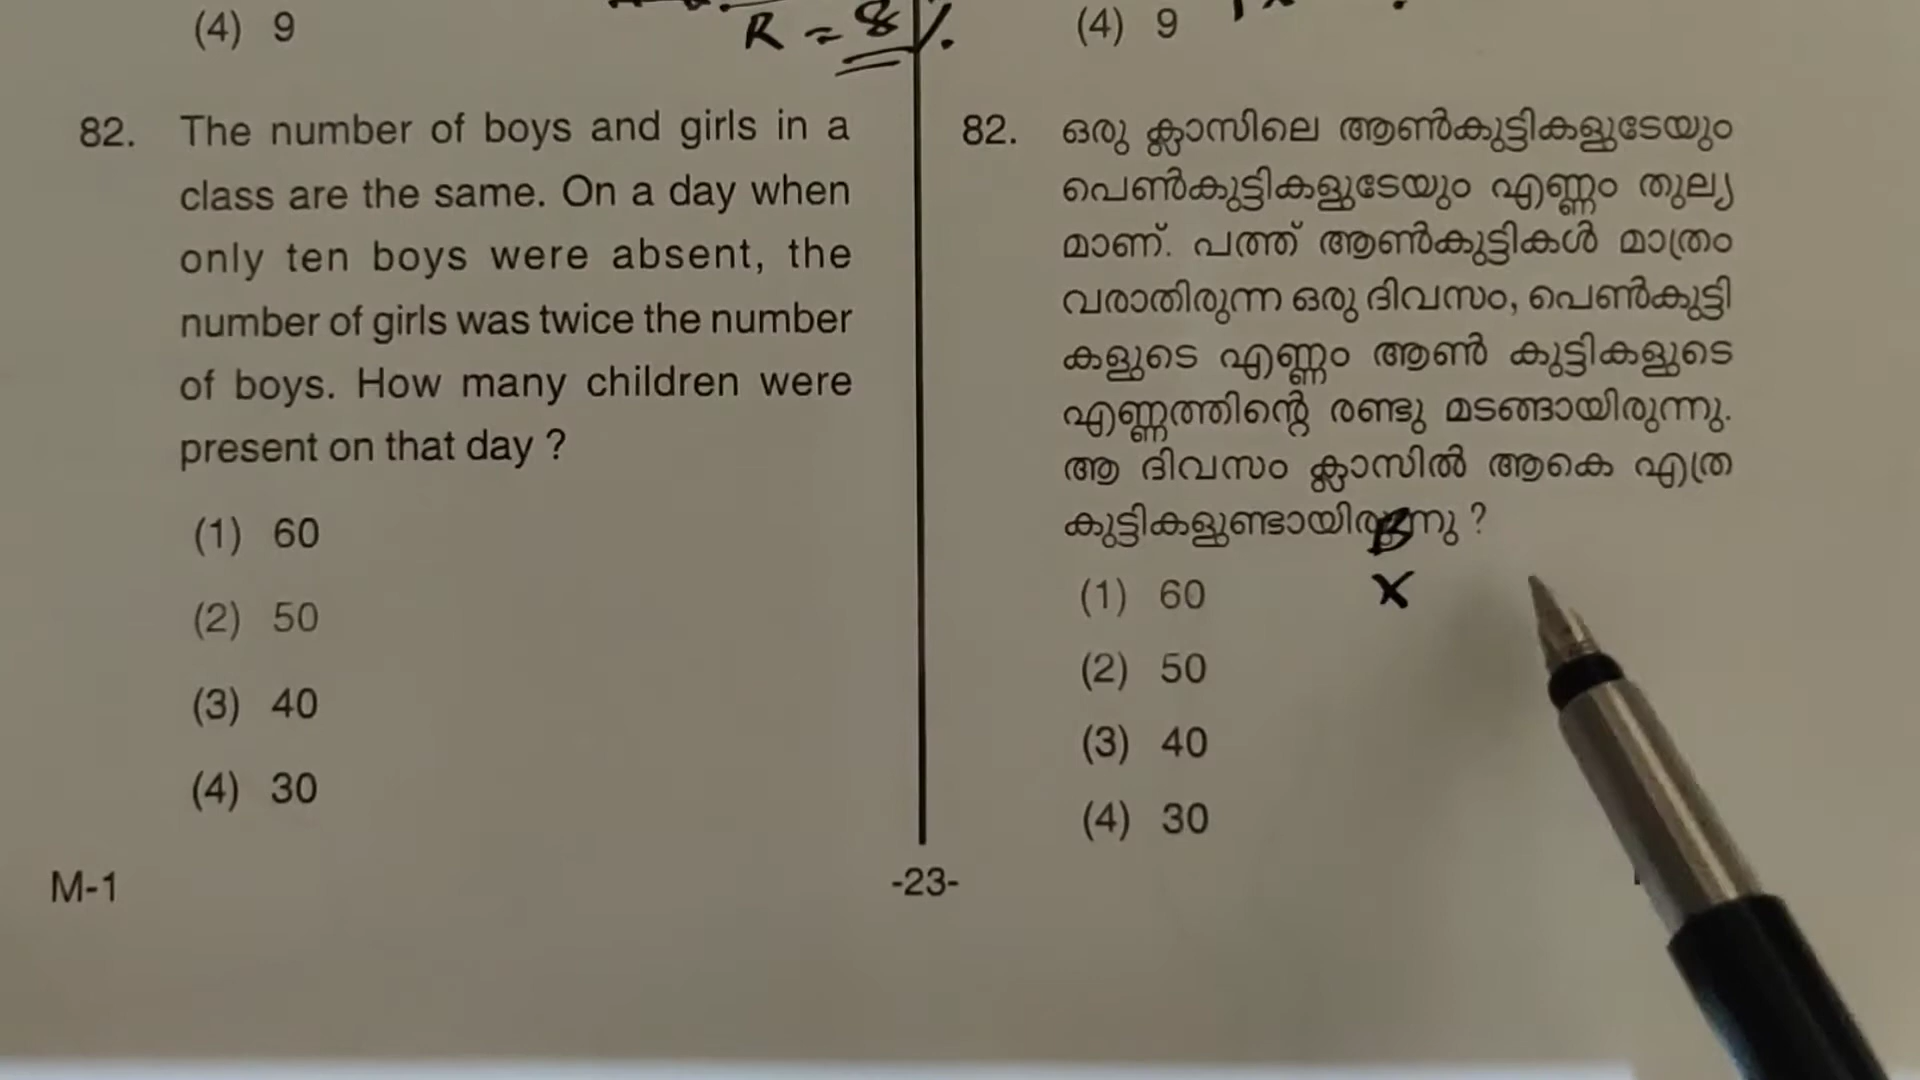 (4) 9
R = 8%
82. The number of boys and girls in a
class are the same. On a day when
only ten boys were absent, the
number of girls was twice the number
of boys. How many children were
present on that day ?
(1) 60
(2) 50
(3) 40
(4) 30
M-1
(4) 9
82. ഒരു ക്ലാസിലെ ആൺകുട്ടികളുടേയും
പെൺകുട്ടികളുടേയും എണ്ണം തുല്യ
മാണ്. പത്ത് ആൺകുട്ടികൾ മാത്രം
വരാതിരുന്ന ഒരു ദിവസം, പെൺകുട്ടി
കളുടെ എണ്ണം ആൺ കുട്ടികളുടെ
എണ്ണത്തിന്റെ രണ്ടു മടങ്ങായിരുന്നു.
ആ ദിവസം ക്ലാസിൽ ആകെ എത്ര
കുട്ടികളുണ്ടായിരുന്നു ?
B
x
(1) 60
(2) 50
(3) 40
(4) 30
-23-